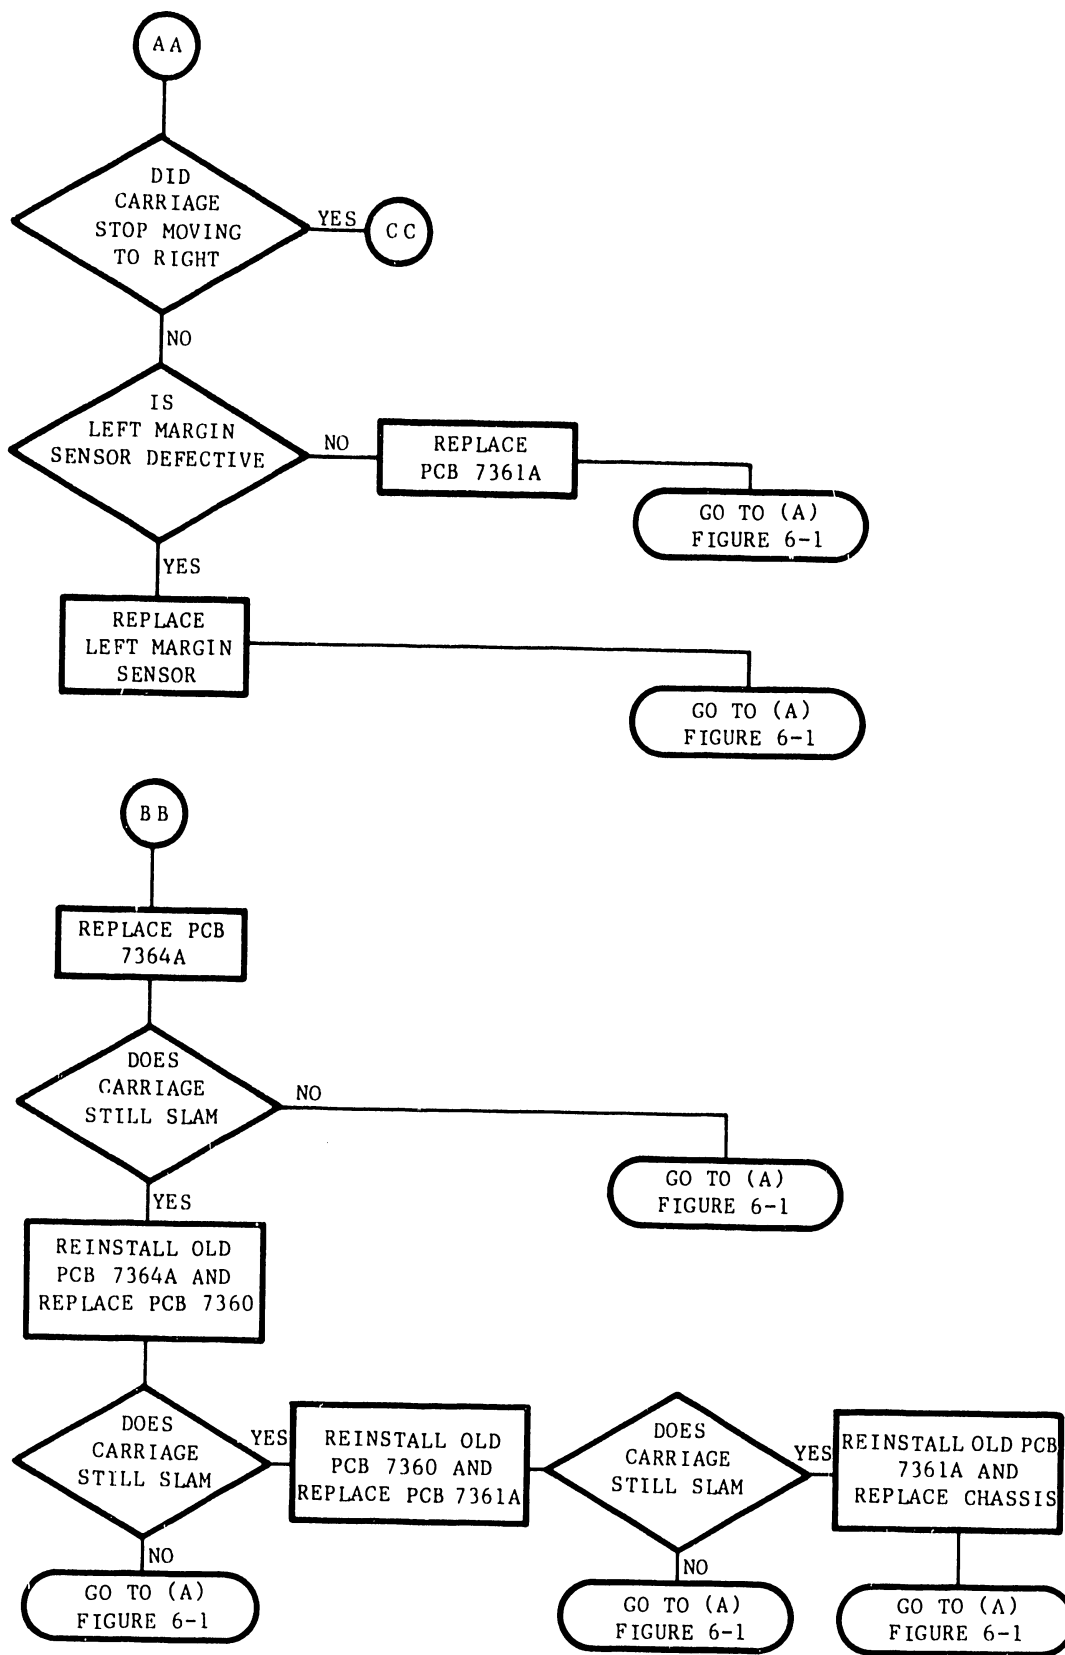 AA
DID
CARRIAGE
STOP MOVING
TO RIGHT
YES
CC
NO
IS
LEFT MARGIN
SENSOR DEFECTIVE
NO
REPLACE
PCB 7361A
GO TO (A)
FIGURE 6-1
YES
REPLACE
LEFT MARGIN
SENSOR
GO TO (A)
FIGURE 6-1
BB
REPLACE PCB
7364A
DOES
CARRIAGE
STILL SLAM
NO
GO TO (A)
FIGURE 6-1
YES
REINSTALL OLD
PCB 7364A AND
REPLACE PCB 7360
DOES
CARRIAGE
STILL SLAM
YES
REINSTALL OLD
PCB 7360 AND
REPLACE PCB 7361A
DOES
CARRIAGE
STILL SLAM
YES
REINSTALL OLD PCB
7361A AND
REPLACE CHASSIS
NO
GO TO (A)
FIGURE 6-1
NO
GO TO (A)
FIGURE 6-1
GO TO (A)
FIGURE 6-1